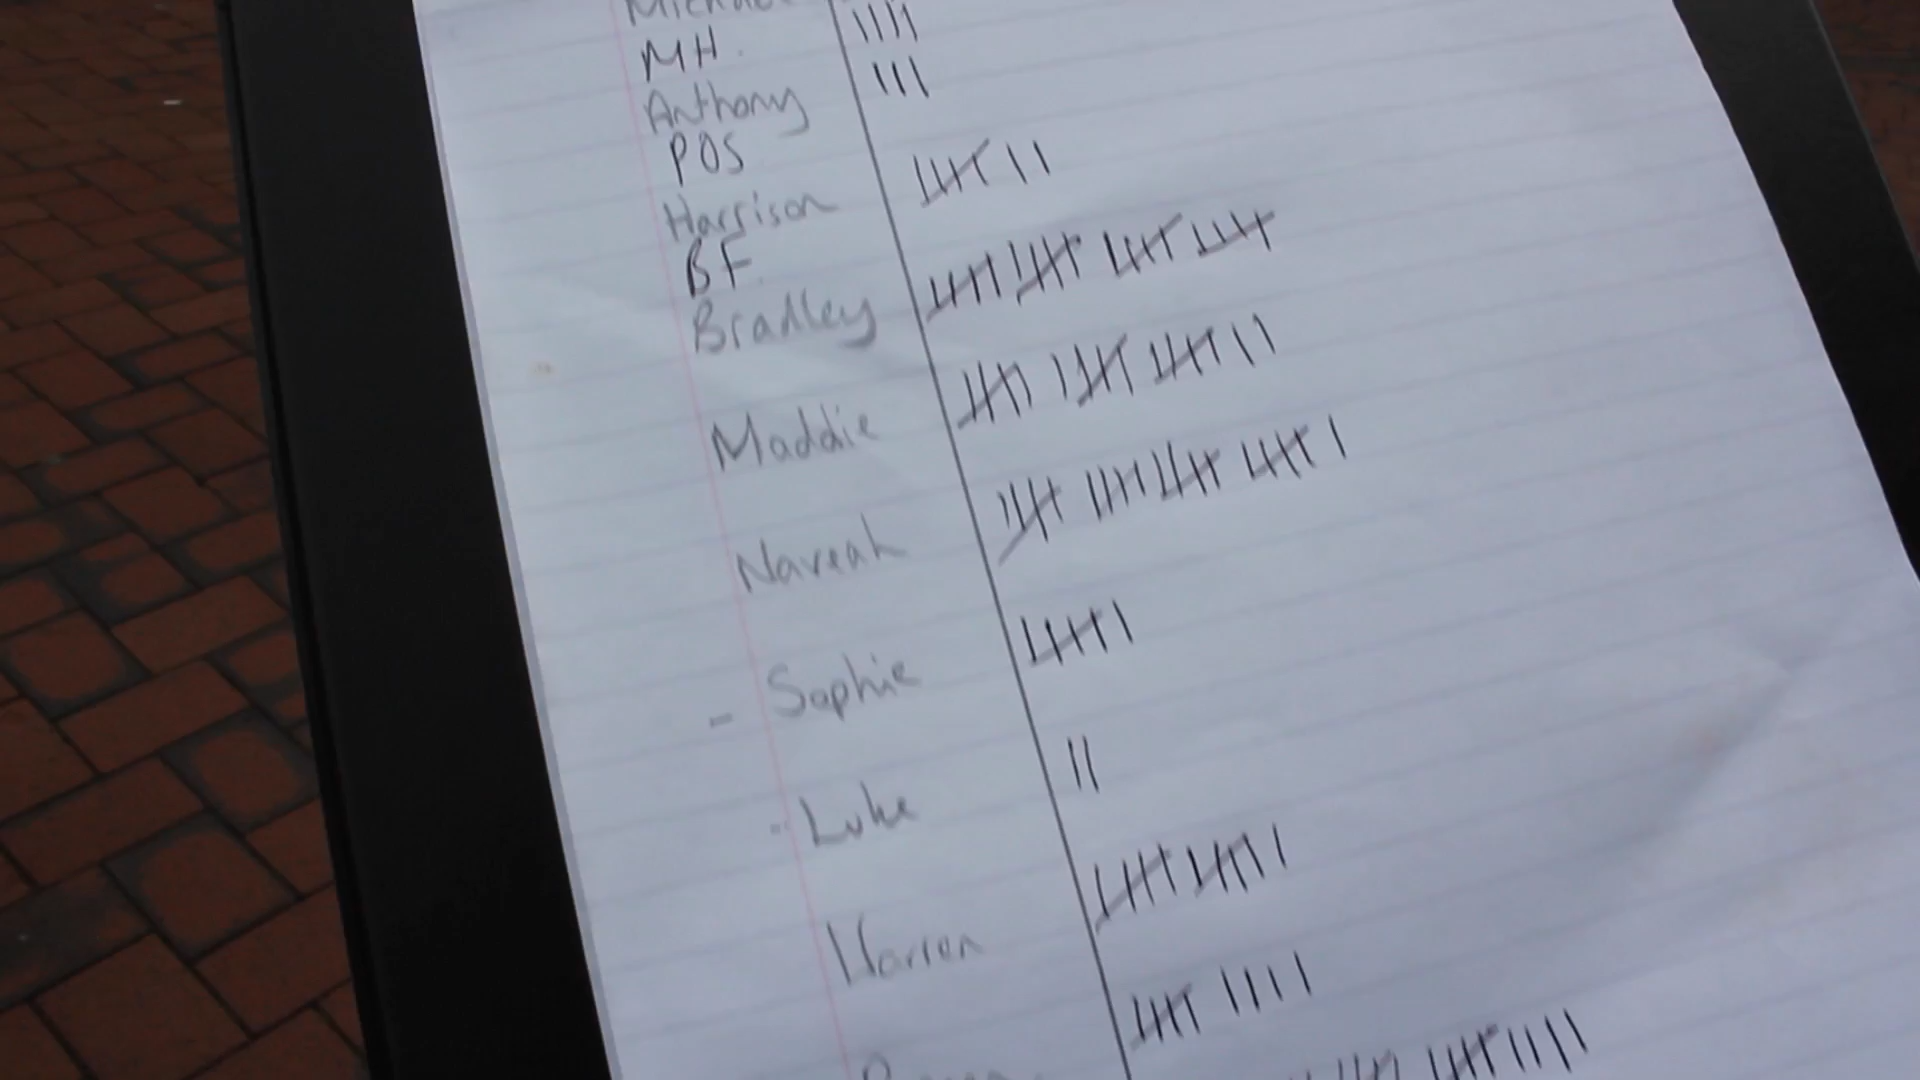 MH.
Anthony
POS
Harrison
BF
Bradley
Maddie
Naveah
- Sophie
- Luke
Warren